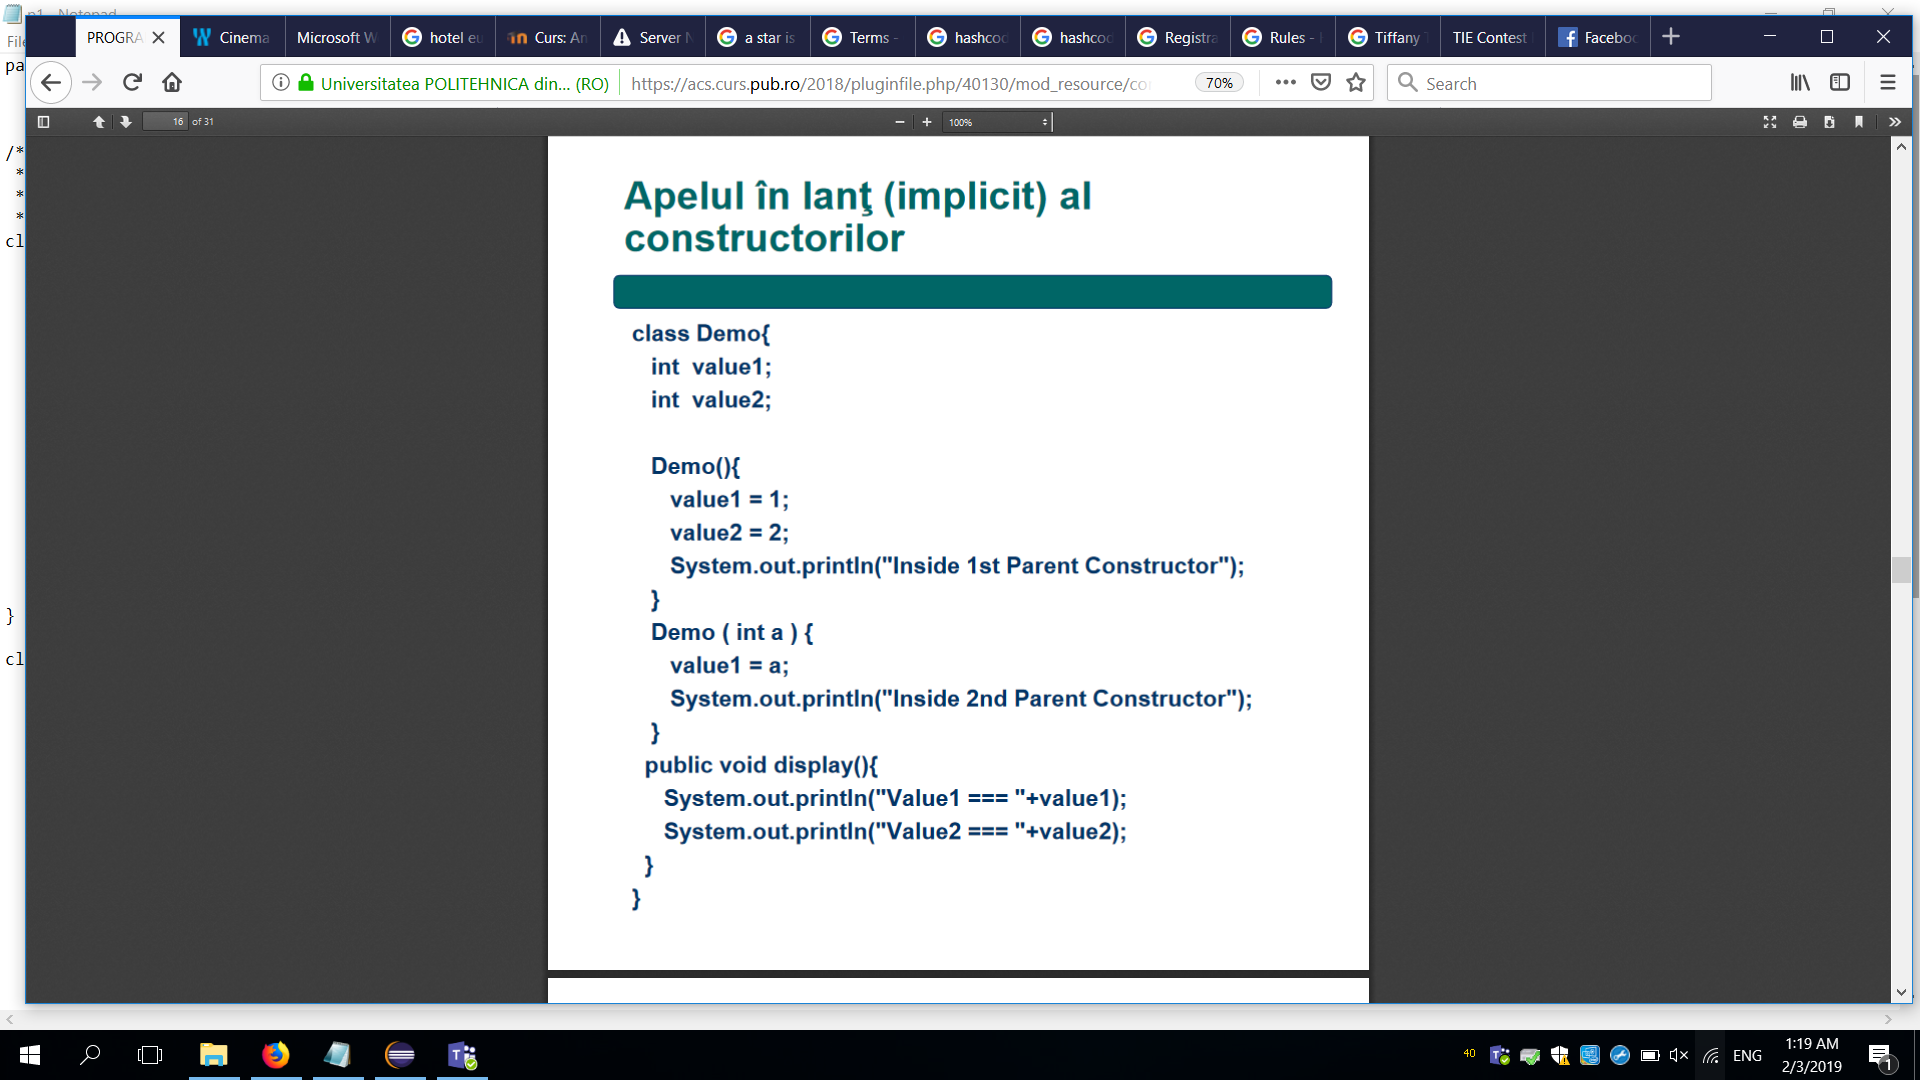 p1 - Notepad
PROGRA
Cinema
Microsoft W
hotel eu
Curs: An
Server N
a star is
Terms -
hashcod
hashcod
Registra
Rules -
Tiffany
TIE Contest
Faceboo
File
Universitatea POLITEHNICA din... (RO)
https://acs.curs.pub.ro/2018/pluginfile.php/40130/mod_resource/co
70%
Search
16 of 31
100%
pa
/*
*
*
*
cl
}
cl
Apelul în lanţ (implicit) al
constructorilor
class Demo{
int value1;
int value2;
Demo(){
value1 = 1;
value2 = 2;
System.out.println("Inside 1st Parent Constructor");
}
Demo ( int a ) {
value1 = a;
System.out.println("Inside 2nd Parent Constructor");
}
public void display(){
System.out.println("Value1 === "+value1);
System.out.println("Value2 === "+value2);
}
}
40
ENG
1:19 AM
2/3/2019
1